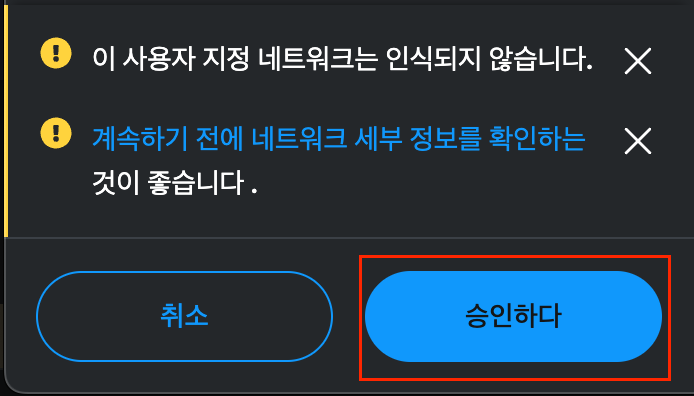 이 사용자 지정 네트워크는 인식되지 않습니다.
계속하기 전에 네트워크 세부 정보를 확인하는
것이 좋습니다 .
취소
승인하다